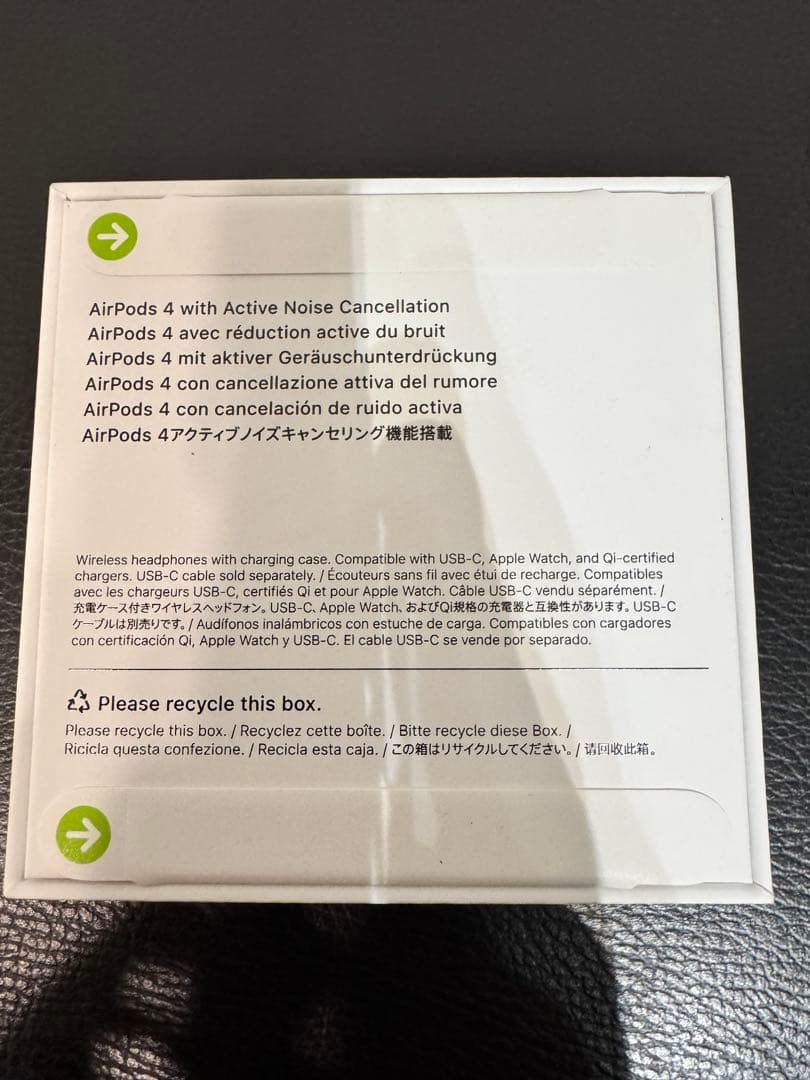 AirPods 4 with Active Noise Cancellation
AirPods 4 avec réduction active du bruit
AirPods 4 mit aktiver Geräuschunterdrückung
AirPods 4 con cancellazione attiva del rumore
AirPods 4 con cancelación de ruido activa
AirPods 4アクティブノイズキャンセリング機能搭載
Wireless headphones with charging case. Compatible with USB-C, Apple Watch, and Qi-certified
chargers. USB-C cable sold separately. / Écouteurs sans fil avec étui de recharge. Compatibles
avec les chargeurs USB-C, certifiés Qi et pour Apple Watch. Câble USB-C vendu séparément. /
充電ケース付きワイヤレスヘッドフォン。USB-C、Apple Watch、およびQi規格の充電器と互換性があります。USB-C
ケーブルは別売りです。/ Audífonos inalámbricos con estuche de carga. Compatibles con cargadores
con certificación Qi, Apple Watch y USB-C. El cable USB-C se vende por separado.
Please recycle this box.
Please recycle this box. / Recyclez cette boîte. / Bitte recycle diese Box. /
Ricicla questa confezione. / Recicla esta caja. / この箱はリサイクルしてください。/ 请回收此箱。